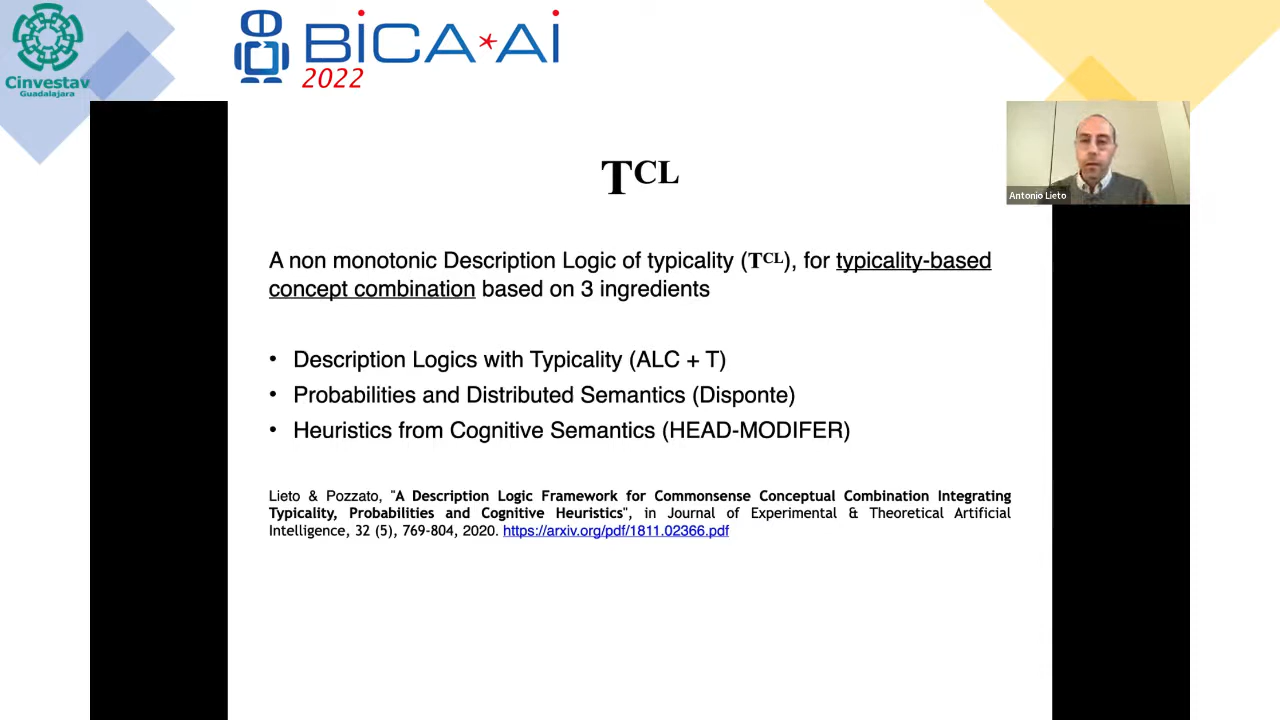 Cinvestav
Guadalajara
BiCA*Ai
2022
Antonio Lieto
TCL
A non monotonic Description Logic of typicality (TCL), for typicality-based
concept combination based on 3 ingredients
• Description Logics with Typicality (ALC + T)
• Probabilities and Distributed Semantics (Disponte)
• Heuristics from Cognitive Semantics (HEAD-MODIFER)
Lieto & Pozzato, "A Description Logic Framework for Commonsense Conceptual Combination Integrating
Typicality, Probabilities and Cognitive Heuristics", in Journal of Experimental & Theoretical Artificial
Intelligence, 32 (5), 769-804, 2020. https://arxiv.org/pdf/1811.02366.pdf